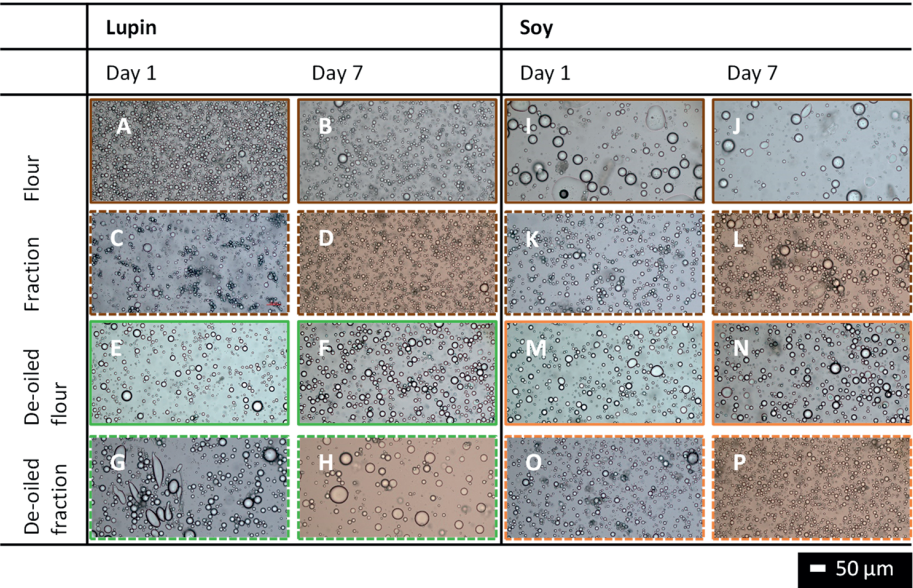 Lupin Soy
Day 1 Day 7 Day 1 Day 7
Flour A B I J
Fraction C D K L
De-oiled
flour E F M N
De-oiled
fraction G H O P
50 µm